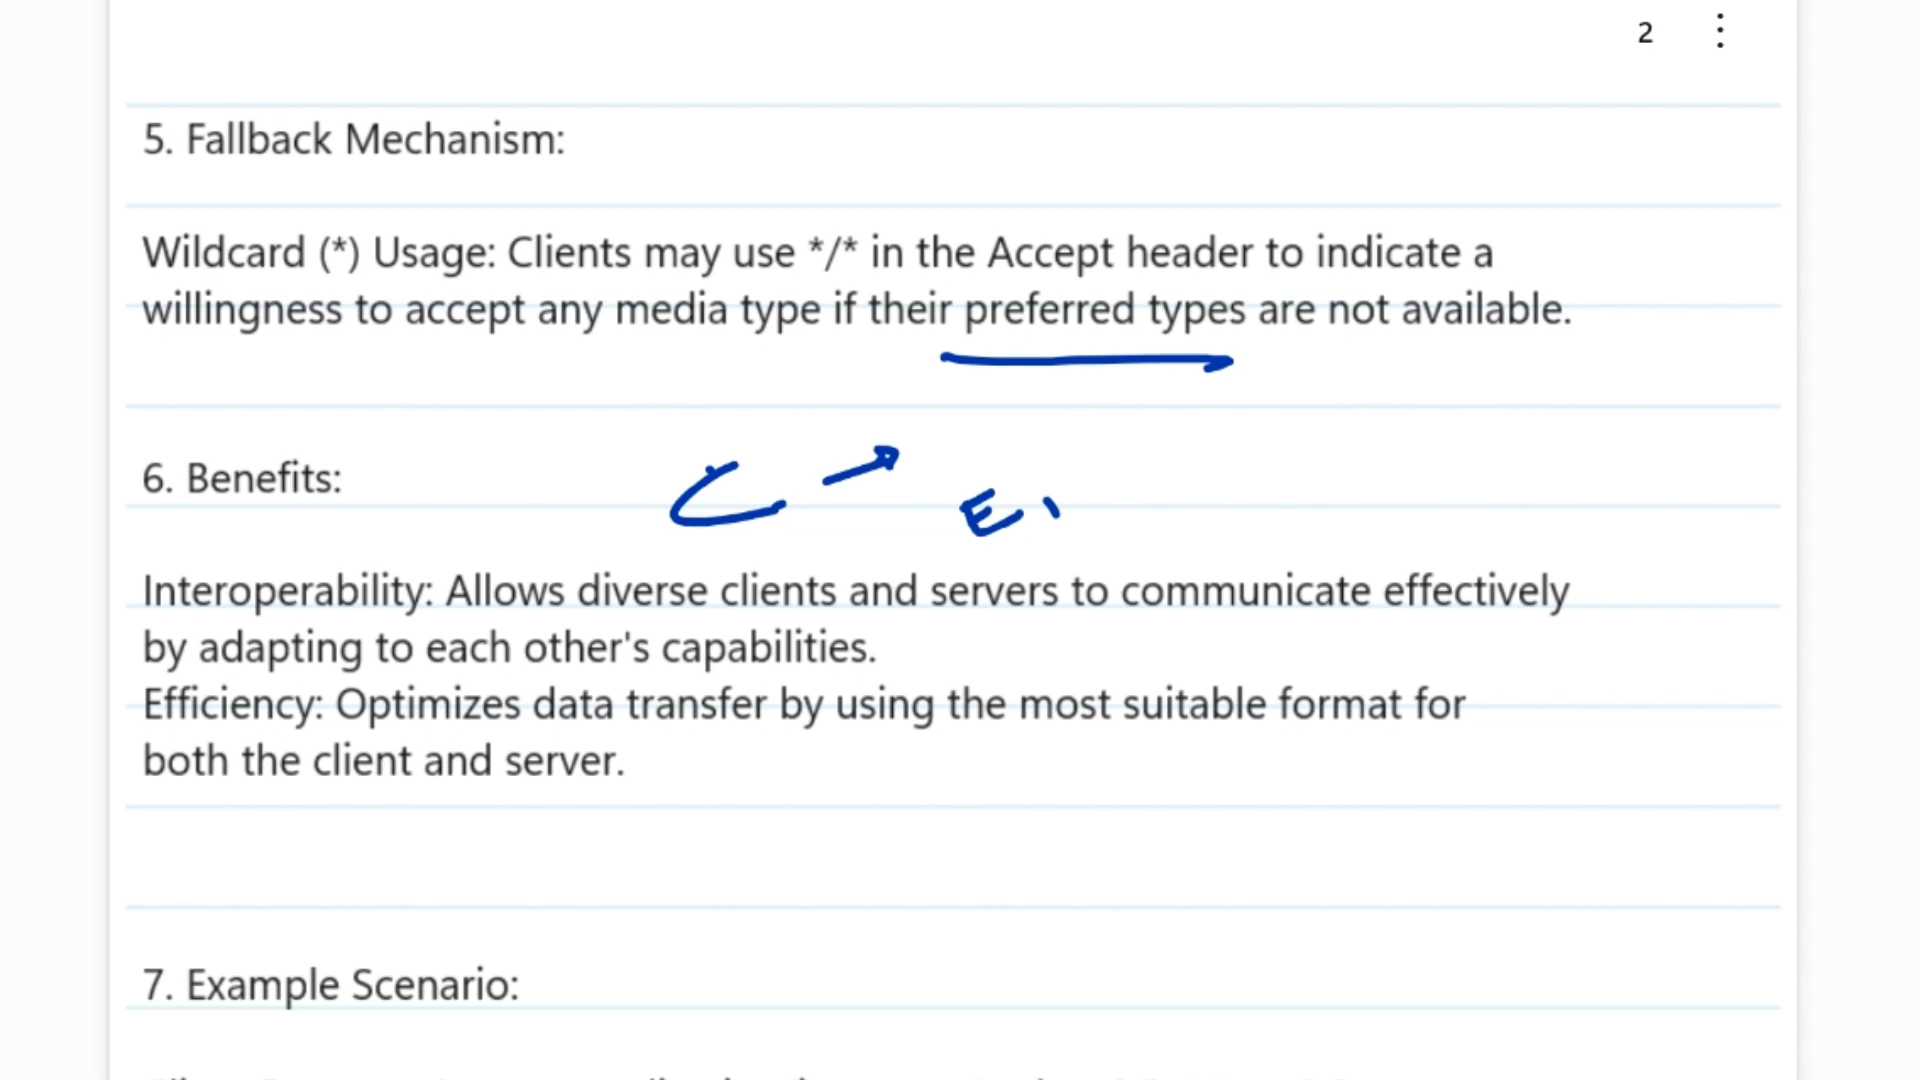 2
5. Fallback Mechanism:
Wildcard (*) Usage: Clients may use */* in the Accept header to indicate a
willingness to accept any media type if their preferred types are not available.
C → E
6. Benefits:
Interoperability: Allows diverse clients and servers to communicate effectively
by adapting to each other's capabilities.
Efficiency: Optimizes data transfer by using the most suitable format for
both the client and server.
7. Example Scenario: